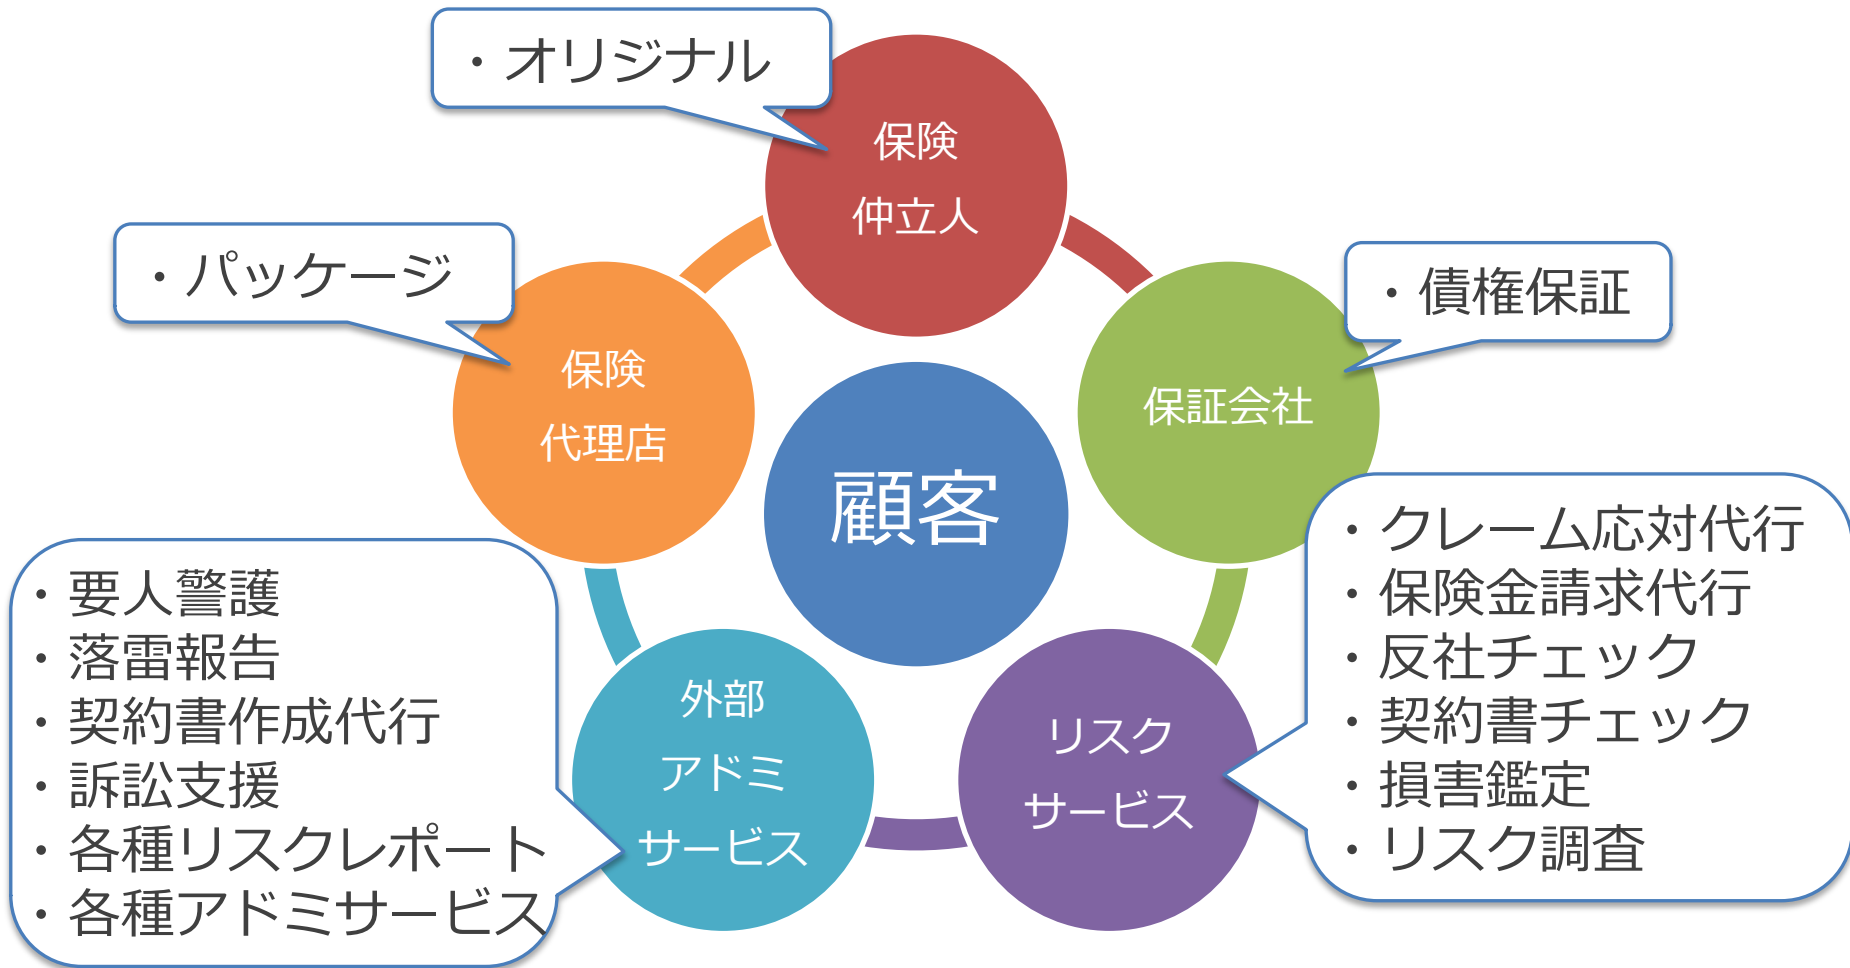 ・オリジナル
保険
仲立人
・パッケージ
保険
代理店
・債権保証
保証会社
顧客
・要人警護
・落雷報告
・契約書作成代行
・訴訟支援
・各種リスクレポート
・各種アドミサービス
外部
アドミ
サービス
リスク
サービス
・クレーム応対代行
・保険金請求代行
・反社チェック
・契約書チェック
・損害鑑定
・リスク調査